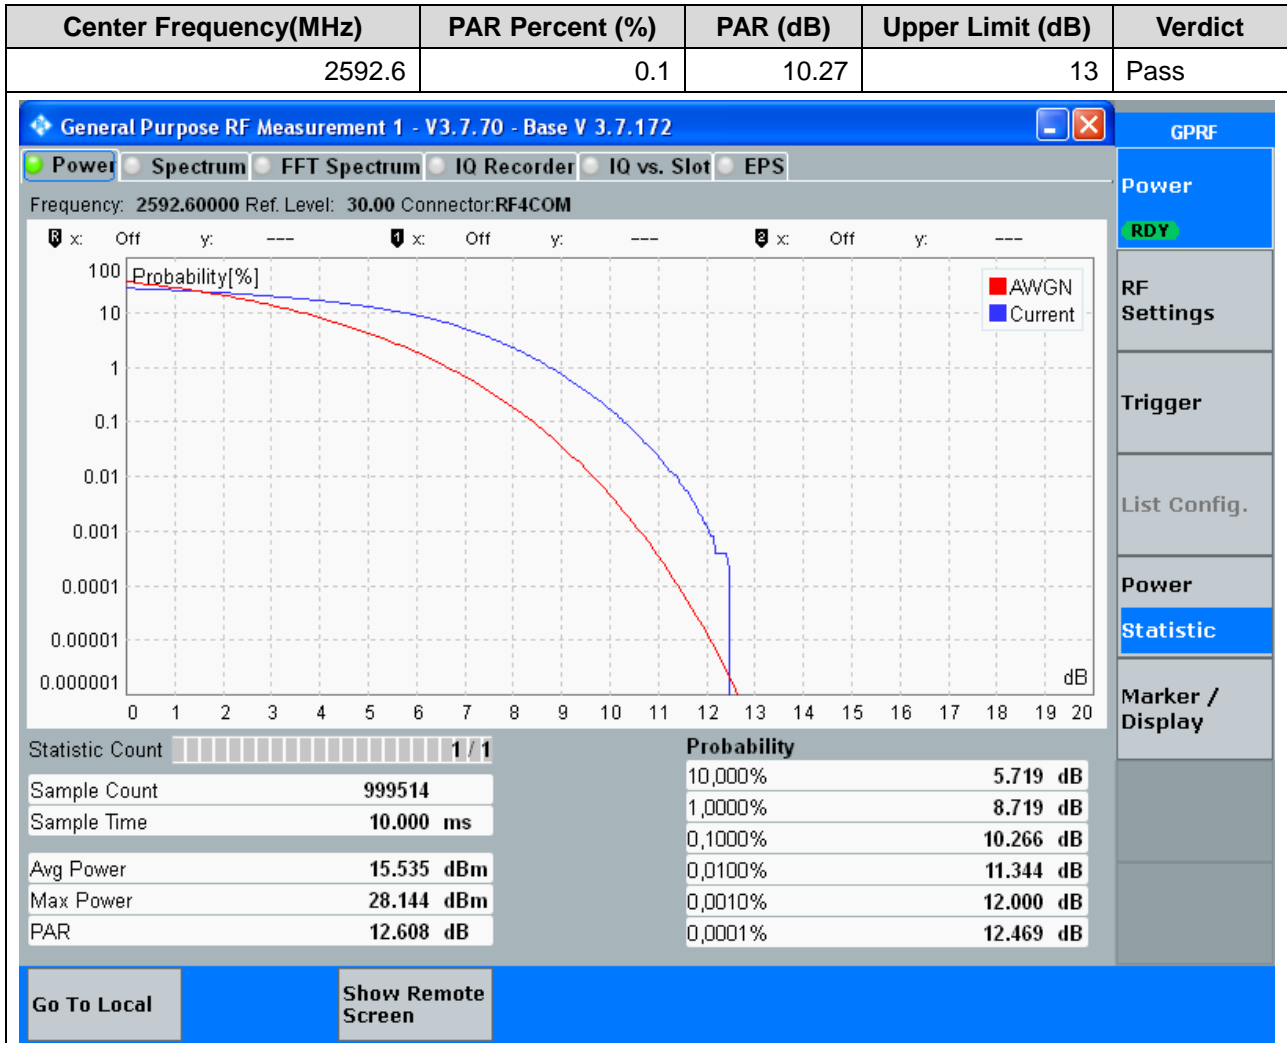 Center Frequency(MHz) PAR Percent (%) PAR (dB) Upper Limit (dB) Verdict
2592.6 0.1 10.27 13 Pass
General Purpose RF Measurement 1 - V3.7.70 - Base V 3.7.172
GPRF
Power Spectrum FFT Spectrum IQ Recorder IQ vs. Slot EPS
Frequency: 2592.60000 Ref. Level: 30.00 Connector:RF4COM
R x: Off y: --- 1 x: Off y: --- 2 x: Off y: ---
Probability[%]
AWGN
Current
100
10
1
0.1
0.01
0.001
0.0001
0.00001
0.000001
dB
0 1 2 3 4 5 6 7 8 9 10 11 12 13 14 15 16 17 18 19 20
Statistic Count 1 / 1
Sample Count 999514
Sample Time 10.000 ms
Avg Power 15.535 dBm
Max Power 28.144 dBm
PAR 12.608 dB
Probability
10,000% 5.719 dB
1,0000% 8.719 dB
0,1000% 10.266 dB
0,0100% 11.344 dB
0,0010% 12.000 dB
0,0001% 12.469 dB
Power
RDY
RF
Settings
Trigger
List Config.
Power
Statistic
Marker /
Display
Go To Local
Show Remote
Screen